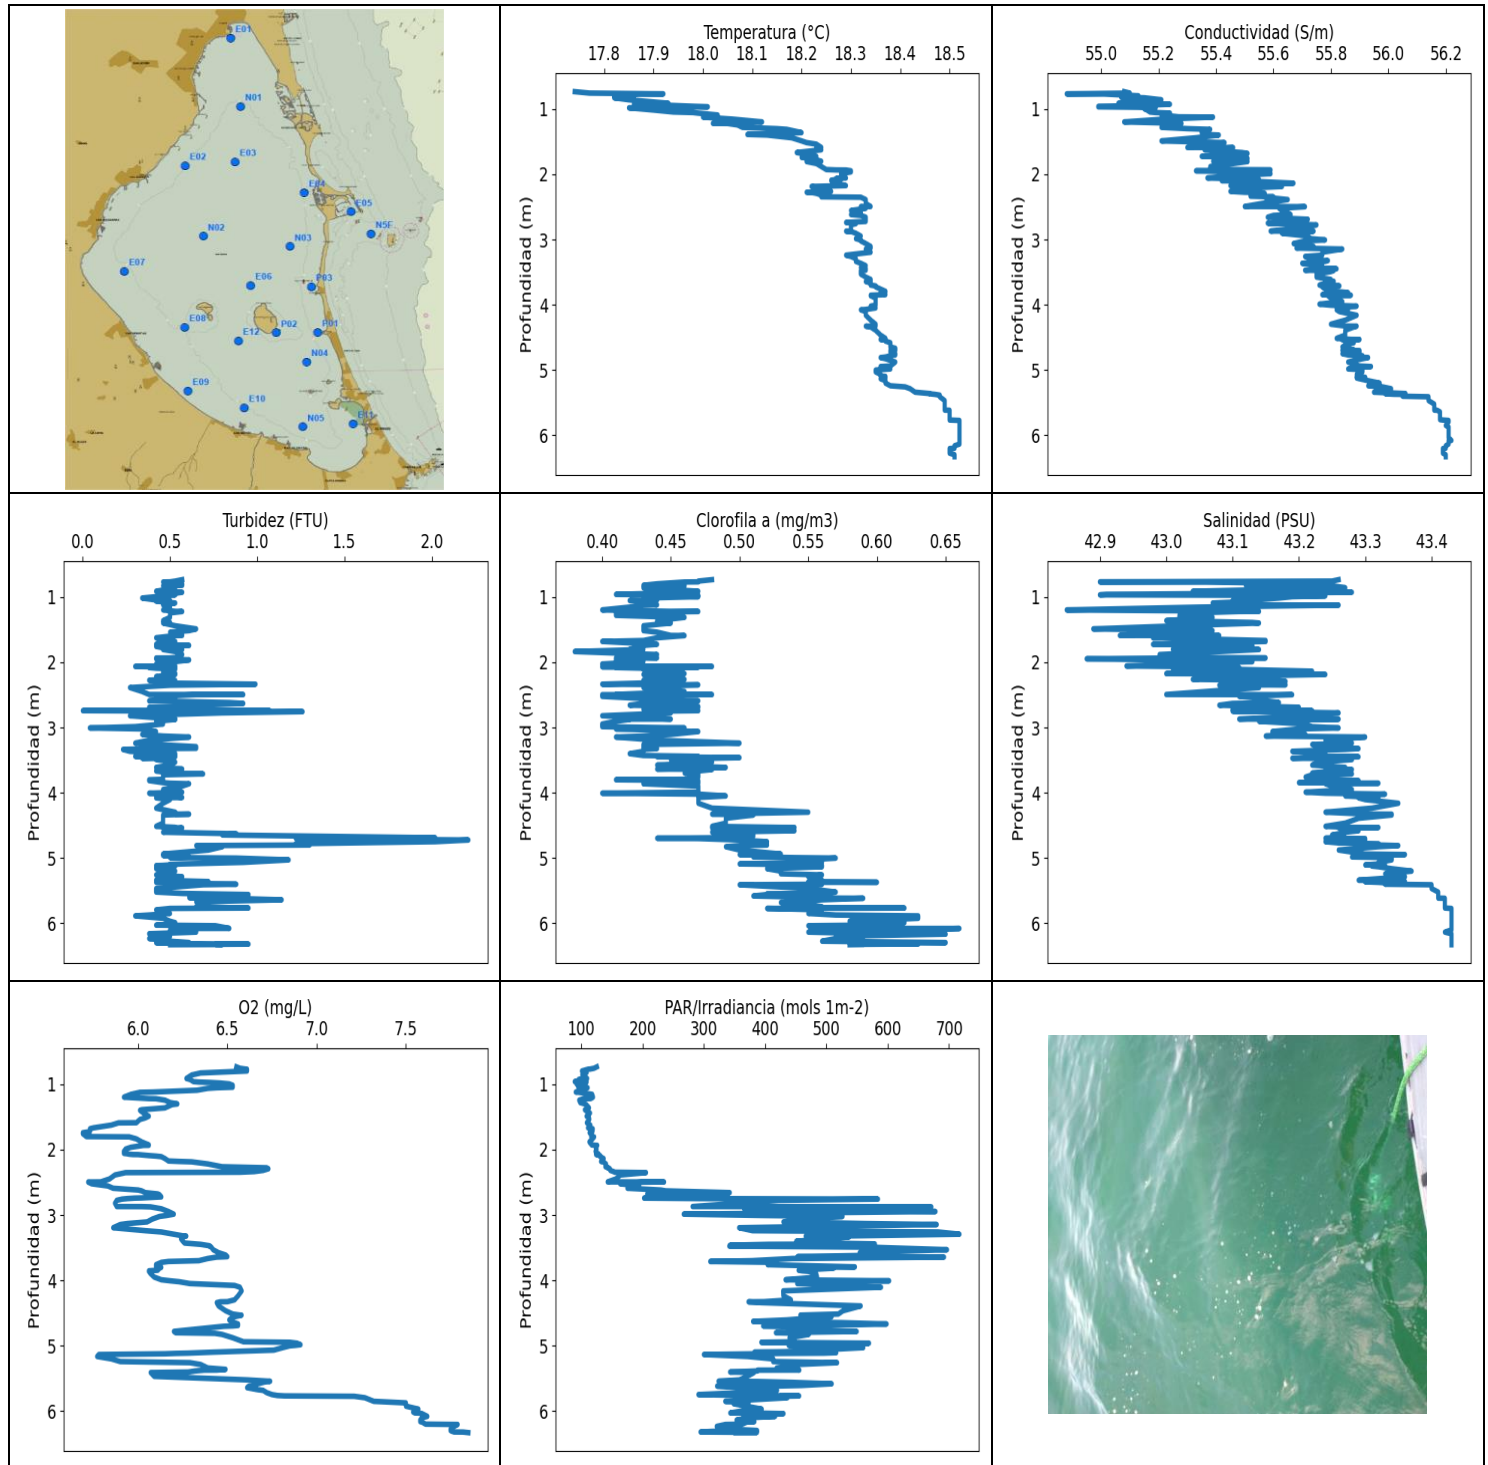 E01
N01
E02
E03
E04
E05
N5F
N02
N03
E07
E06
P03
E08
E12
P02
P01
N04
E09
E10
N05
E11
Temperatura (°C)
17.8 17.9 18.0 18.1 18.2 18.3 18.4 18.5
Profundidad (m)
1
2
3
4
5
6
Conductividad (S/m)
55.0 55.2 55.4 55.6 55.8 56.0 56.2
Profundidad (m)
1
2
3
4
5
6
Turbidez (FTU)
0.0 0.5 1.0 1.5 2.0
Profundidad (m)
1
2
3
4
5
6
Clorofila a (mg/m3)
0.40 0.45 0.50 0.55 0.60 0.65
Profundidad (m)
1
2
3
4
5
6
Salinidad (PSU)
42.9 43.0 43.1 43.2 43.3 43.4
Profundidad (m)
1
2
3
4
5
6
O2 (mg/L)
6.0 6.5 7.0 7.5
Profundidad (m)
1
2
3
4
5
6
PAR/Irradiancia (mols 1m-2)
100 200 300 400 500 600 700
Profundidad (m)
1
2
3
4
5
6